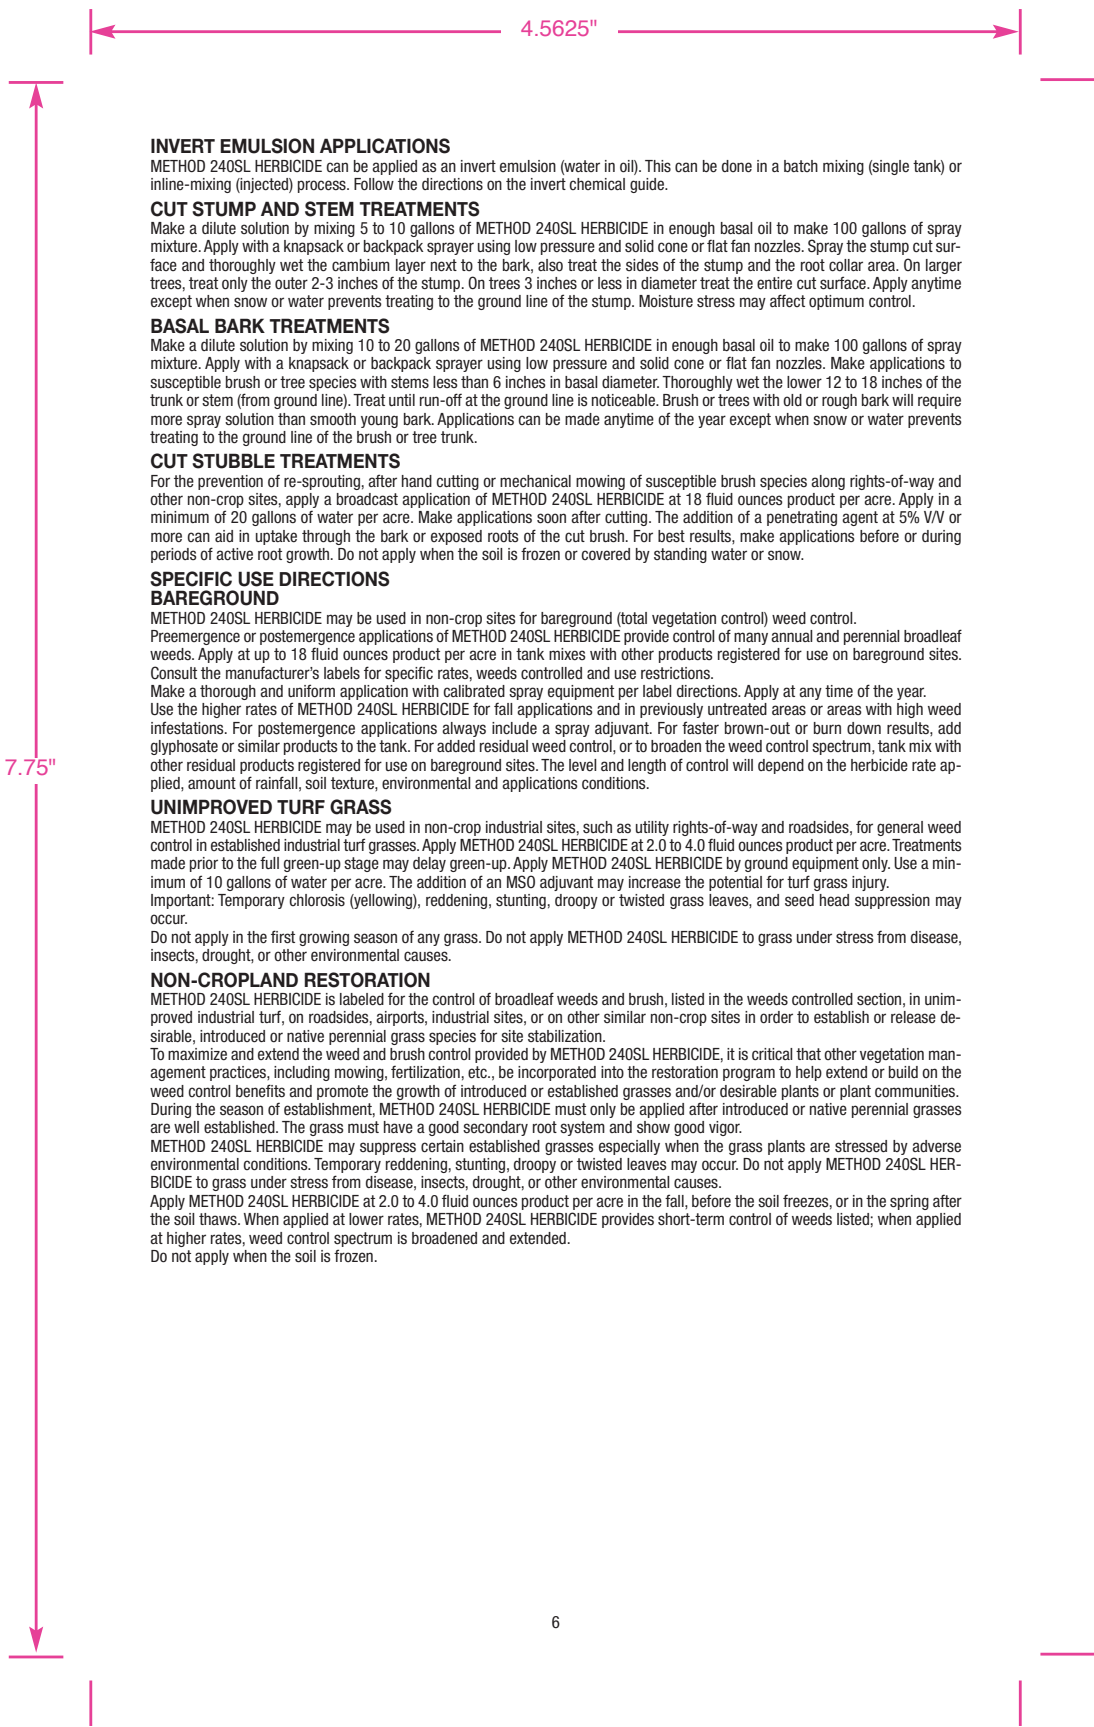 4.5625"
INVERT EMULSION APPLICATIONS
METHOD 240SL HERBICIDE can be applied as an invert emulsion (water in oil). This can be done in a batch mixing (single tank) or
inline-mixing (injected) process. Follow the directions on the invert chemical guide.
CUT STUMP AND STEM TREATMENTS
Make a dilute solution by mixing 5 to 10 gallons of METHOD 240SL HERBICIDE in enough basal oil to make 100 gallons of spray
mixture. Apply with a knapsack or backpack sprayer using low pressure and solid cone or flat fan nozzles. Spray the stump cut sur-
face and thoroughly wet the cambium layer next to the bark, also treat the sides of the stump and the root collar area. On larger
trees, treat only the outer 2-3 inches of the stump. On trees 3 inches or less in diameter treat the entire cut surface. Apply anytime
except when snow or water prevents treating to the ground line of the stump. Moisture stress may affect optimum control.
BASAL BARK TREATMENTS
Make a dilute solution by mixing 10 to 20 gallons of METHOD 240SL HERBICIDE in enough basal oil to make 100 gallons of spray
mixture. Apply with a knapsack or backpack sprayer using low pressure and solid cone or flat fan nozzles. Make applications to
susceptible brush or tree species with stems less than 6 inches in basal diameter. Thoroughly wet the lower 12 to 18 inches of the
trunk or stem (from ground line). Treat until run-off at the ground line is noticeable. Brush or trees with old or rough bark will require
more spray solution than smooth young bark. Applications can be made anytime of the year except when snow or water prevents
treating to the ground line of the brush or tree trunk.
CUT STUBBLE TREATMENTS
For the prevention of re-sprouting, after hand cutting or mechanical mowing of susceptible brush species along rights-of-way and
other non-crop sites, apply a broadcast application of METHOD 240SL HERBICIDE at 18 fluid ounces product per acre. Apply in a
minimum of 20 gallons of water per acre. Make applications soon after cutting. The addition of a penetrating agent at 5% V/V or
more can aid in uptake through the bark or exposed roots of the cut brush. For best results, make applications before or during
periods of active root growth. Do not apply when the soil is frozen or covered by standing water or snow.
SPECIFIC USE DIRECTIONS
BAREGROUND
METHOD 240SL HERBICIDE may be used in non-crop sites for bareground (total vegetation control) weed control.
Preemergence or postemergence applications of METHOD 240SL HERBICIDE provide control of many annual and perennial broadleaf
weeds. Apply at up to 18 fluid ounces product per acre in tank mixes with other products registered for use on bareground sites.
Consult the manufacturer's labels for specific rates, weeds controlled and use restrictions.
Make a thorough and uniform application with calibrated spray equipment per label directions. Apply at any time of the year.
Use the higher rates of METHOD 240SL HERBICIDE for fall applications and in previously untreated areas or areas with high weed
infestations. For postemergence applications always include a spray adjuvant. For faster brown-out or burn down results, add
glyphosate or similar products to the tank. For added residual weed control, or to broaden the weed control spectrum, tank mix with
other residual products registered for use on bareground sites. The level and length of control will depend on the herbicide rate ap-
plied, amount of rainfall, soil texture, environmental and applications conditions.
7.75"
UNIMPROVED TURF GRASS
METHOD 240SL HERBICIDE may be used in non-crop industrial sites, such as utility rights-of-way and roadsides, for general weed
control in established industrial turf grasses. Apply METHOD 240SL HERBICIDE at 2.0 to 4.0 fluid ounces product per acre. Treatments
made prior to the full green-up stage may delay green-up. Apply METHOD 240SL HERBICIDE by ground equipment only. Use a min-
imum of 10 gallons of water per acre. The addition of an MSO adjuvant may increase the potential for turf grass injury.
Important: Temporary chlorosis (yellowing), reddening, stunting, droopy or twisted grass leaves, and seed head suppression may
occur.
Do not apply in the first growing season of any grass. Do not apply METHOD 240SL HERBICIDE to grass under stress from disease,
insects, drought, or other environmental causes.
NON-CROPLAND RESTORATION
METHOD 240SL HERBICIDE is labeled for the control of broadleaf weeds and brush, listed in the weeds controlled section, in unim-
proved industrial turf, on roadsides, airports, industrial sites, or on other similar non-crop sites in order to establish or release de-
sirable, introduced or native perennial grass species for site stabilization.
To maximize and extend the weed and brush control provided by METHOD 240SL HERBICIDE, it is critical that other vegetation man-
agement practices, including mowing, fertilization, etc., be incorporated into the restoration program to help extend or build on the
weed control benefits and promote the growth of introduced or established grasses and/or desirable plants or plant communities.
During the season of establishment, METHOD 240SL HERBICIDE must only be applied after introduced or native perennial grasses
are well established. The grass must have a good secondary root system and show good vigor.
METHOD 240SL HERBICIDE may suppress certain established grasses especially when the grass plants are stressed by adverse
environmental conditions. Temporary reddening, stunting, droopy or twisted leaves may occur. Do not apply METHOD 240SL HER-
BICIDE to grass under stress from disease, insects, drought, or other environmental causes.
Apply METHOD 240SL HERBICIDE at 2.0 to 4.0 fluid ounces product per acre in the fall, before the soil freezes, or in the spring after
the soil thaws. When applied at lower rates, METHOD 240SL HERBICIDE provides short-term control of weeds listed; when applied
at higher rates, weed control spectrum is broadened and extended.
Do not apply when the soil is frozen.
6